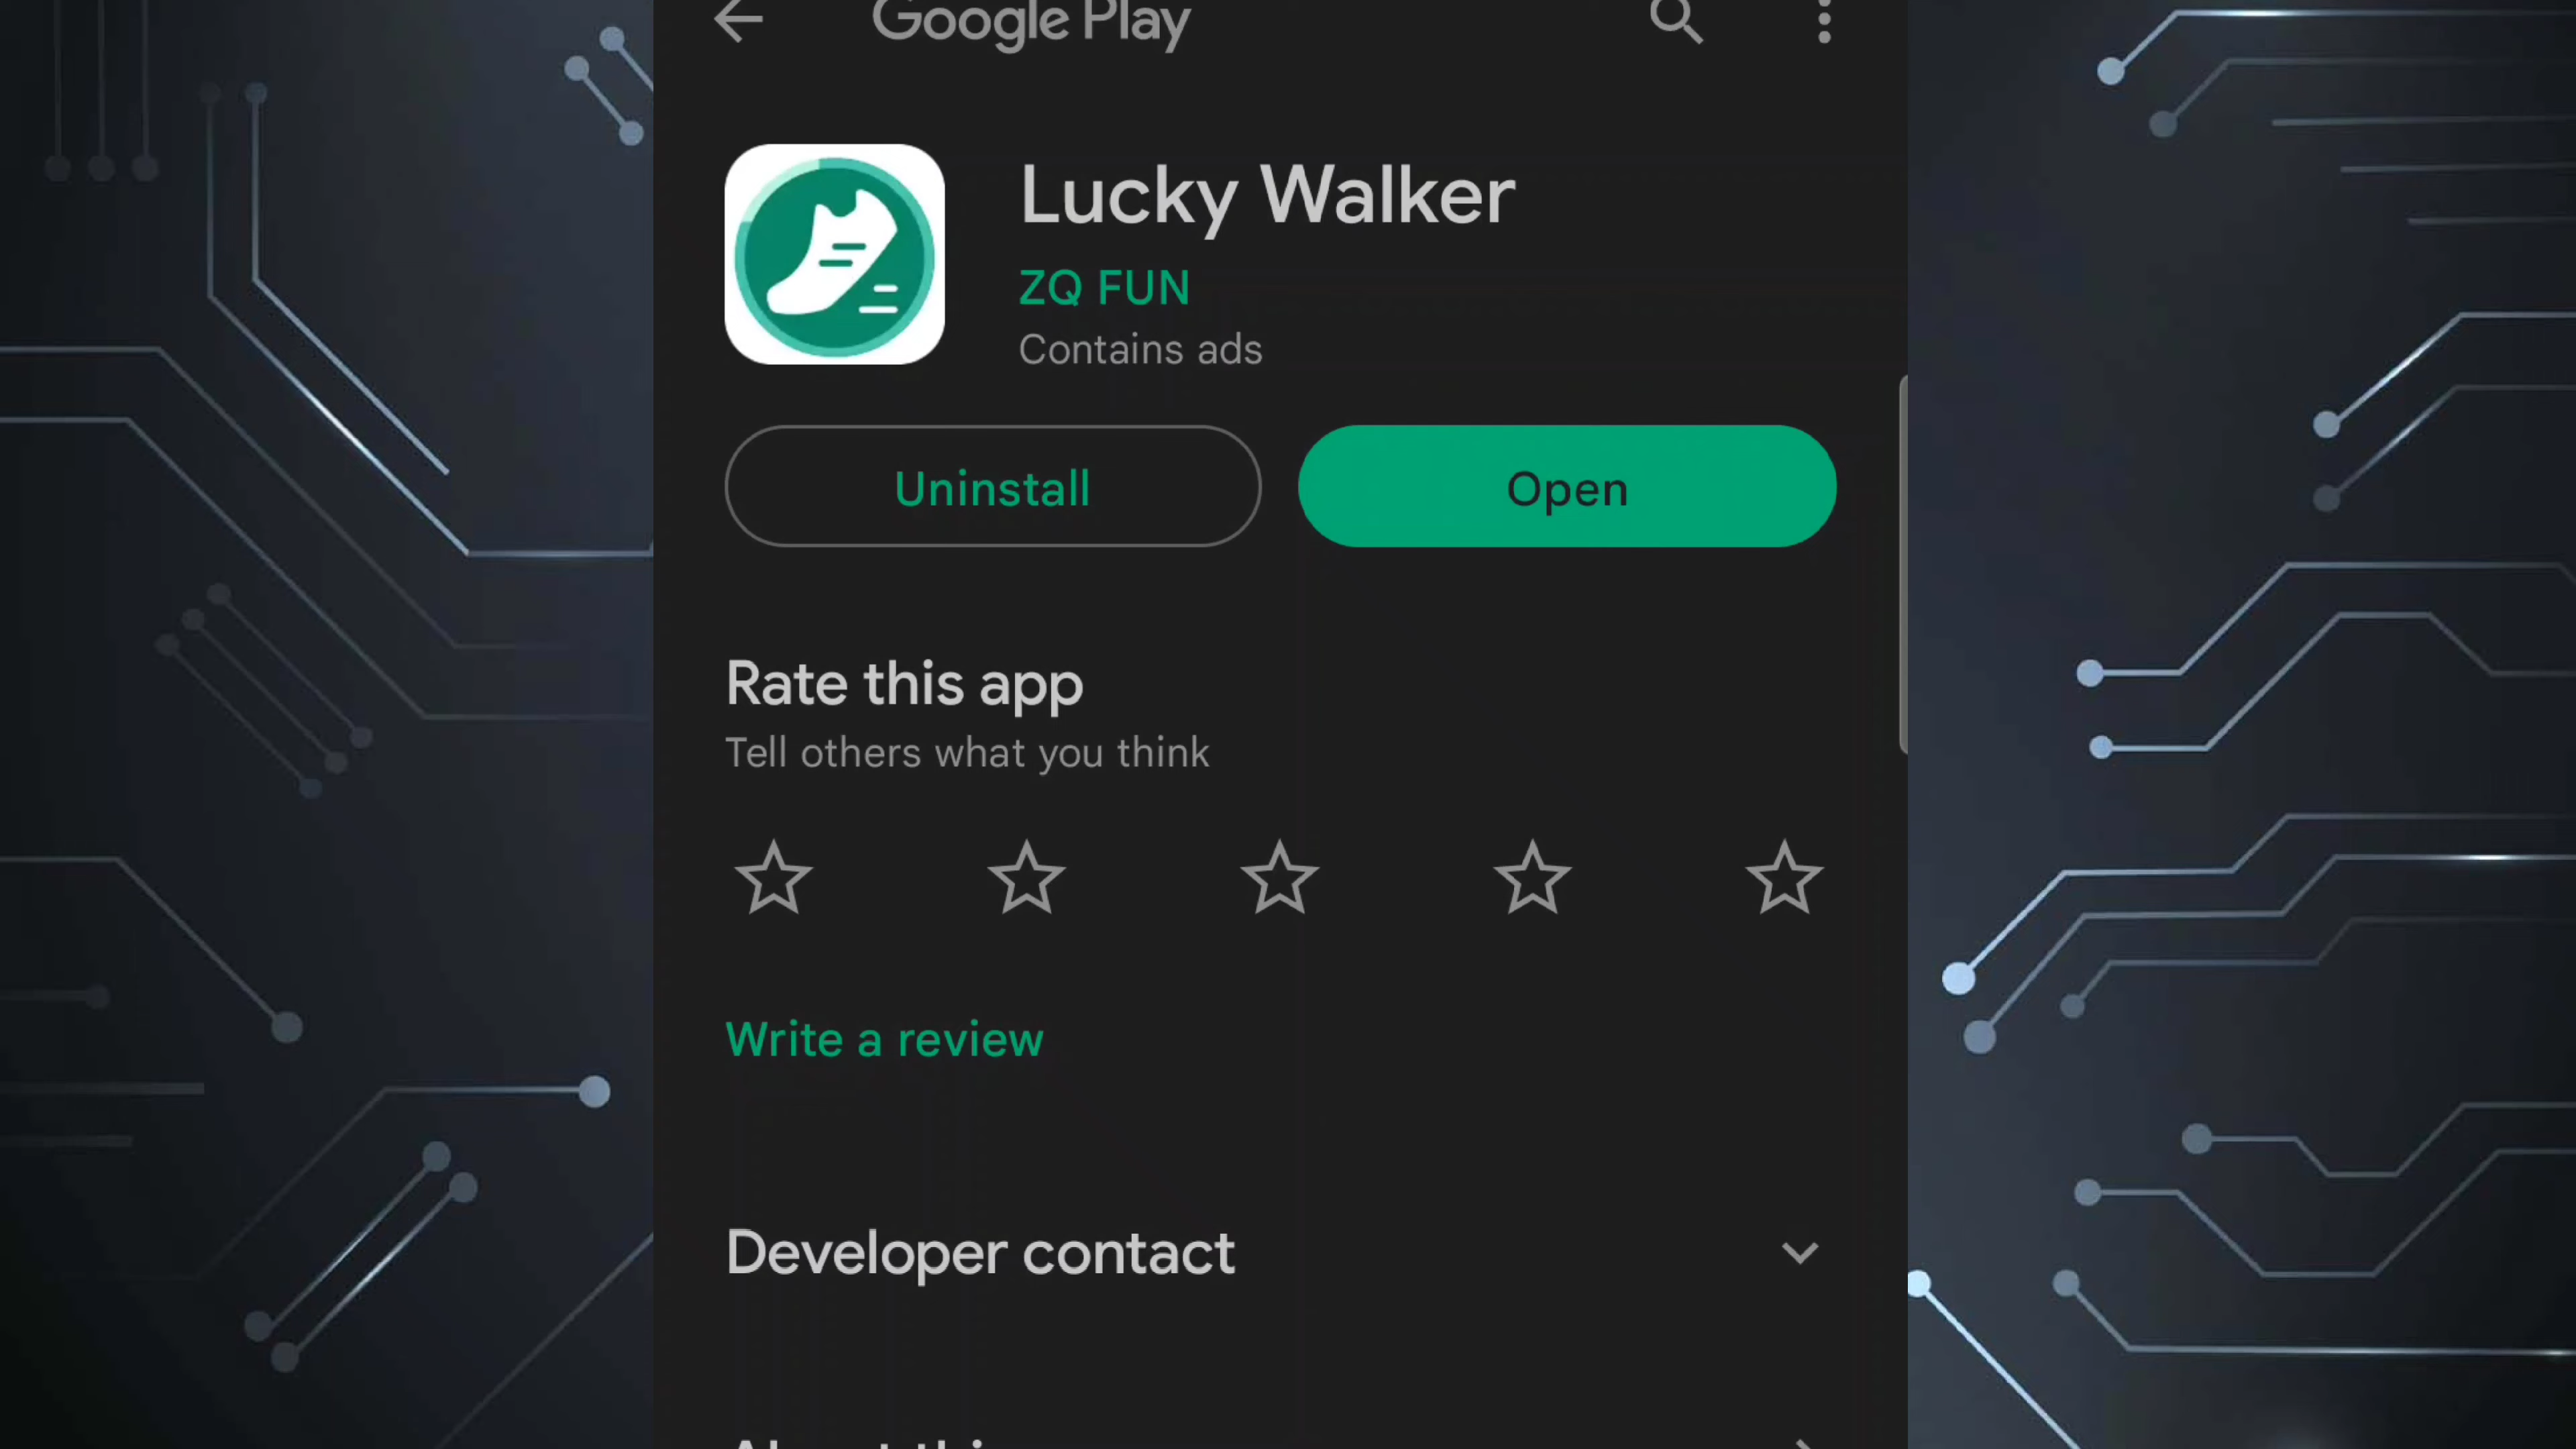 Google Play
Lucky Walker
ZQ FUN
Contains ads
Uninstall
Open
Rate this app
Tell others what you think
Write a review
Developer contact